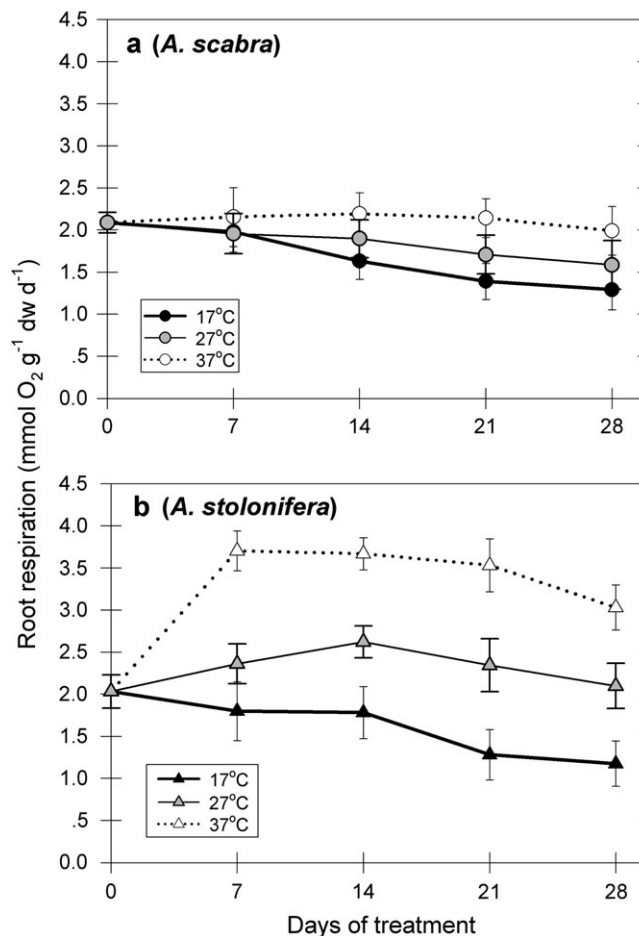 a (A. scabra)
4.5
4.0
3.5
3.0
2.5
2.0
1.5
1.0
.5
0.0
17°C
27°C
37°C
0 7 14 21 28
Root respiration (mmol O₂ g⁻¹ dw d⁻¹)
b (A. stolonifera)
4.5
4.0
3.5
3.0
2.5
2.0
1.5
1.0
.5
0.0
17°C
27°C
37°C
0 7 14 21 28
Days of treatment